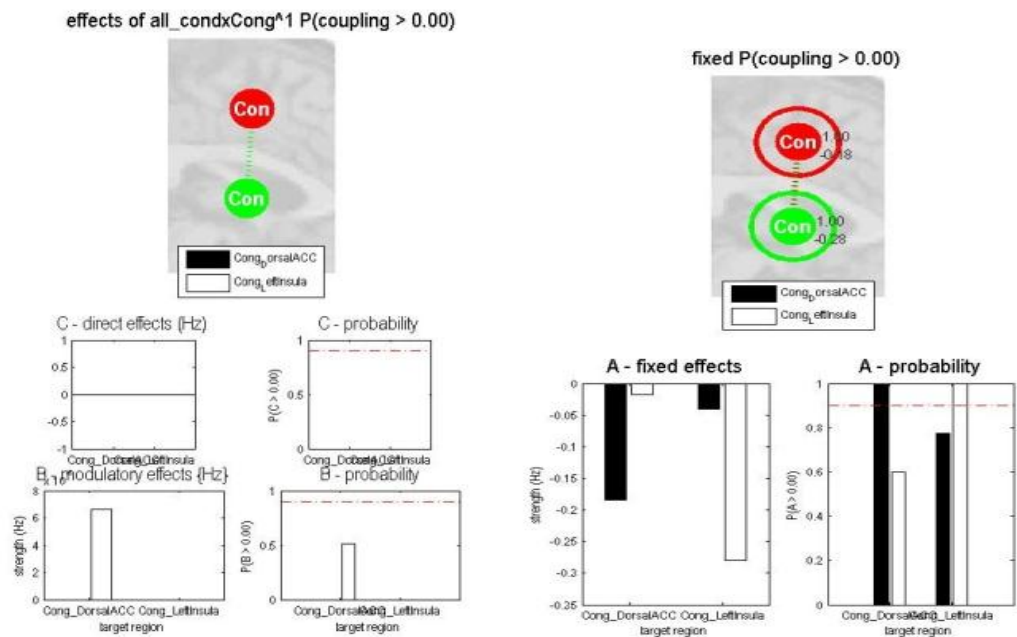 effects of all_condxCong^1 P(coupling > 0.00)
Con
Con
Cong_DorsalACC
Cong_LeftInsula
C - direct effects (Hz)
1
0.5
0
-0.5
-1
C - probability
P(C > 0.00)
1
0.5
0
B - modulatory effects (Hz)
strength (Hz)
8
6
4
2
0
Cong_DorsalACC Cong_LeftInsula
target region
B - probability
P(B > 0.00)
1
0.5
0
Cong_DorsalACC Cong_LeftInsula
target region
fixed P(coupling > 0.00)
Con
1.00
-0.18
Con
1.00
-0.28
Cong_DorsalACC
Cong_LeftInsula
A - fixed effects
strength (Hz)
0
-0.05
-0.1
-0.15
-0.2
-0.25
-0.3
-0.35
Cong_DorsalACC Cong_LeftInsula
target region
A - probability
P(A > 0.00)
1
0.8
0.6
0.4
0.2
0
Cong_DorsalACC Cong_LeftInsula
target region